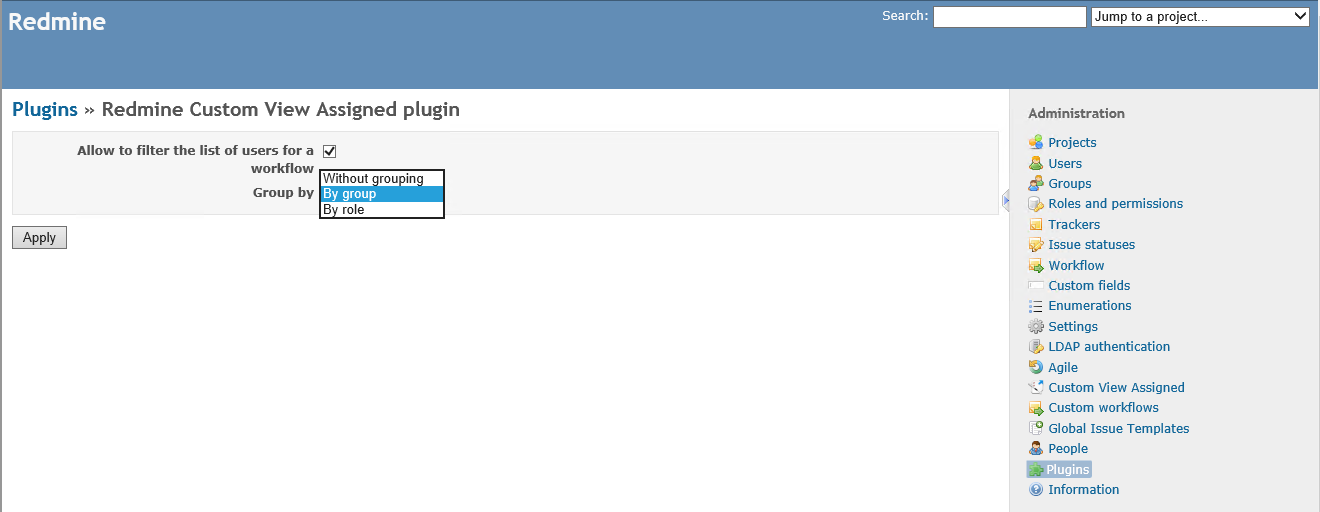 Redmine
Search:
Jump to a project...
Plugins » Redmine Custom View Assigned plugin
Allow to filter the list of users for a
workflow
Group by
Without grouping
By group
By role
Apply
Administration
Projects
Users
Groups
Roles and permissions
Trackers
Issue statuses
Workflow
Custom fields
Enumerations
Settings
LDAP authentication
Agile
Custom View Assigned
Custom workflows
Global Issue Templates
People
Plugins
Information